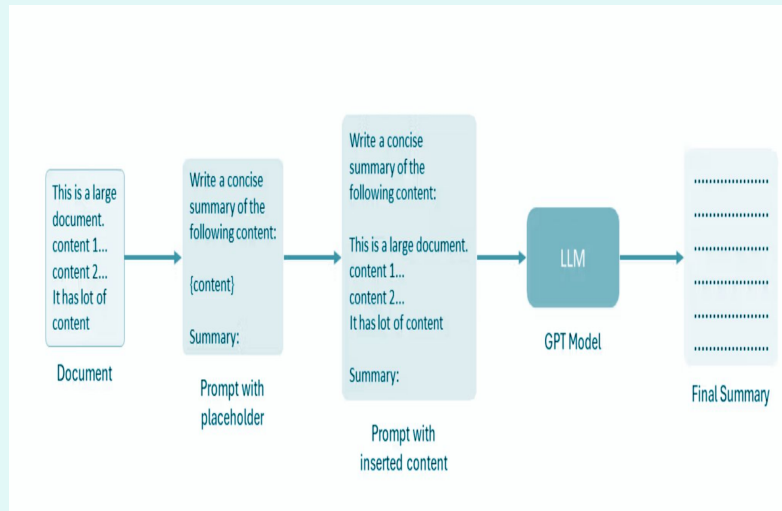 This is a large
document.
content 1...
content 2...
It has lot of
content
Document
Write a concise
summary of the
following content:
{content}
Summary:
Prompt with
placeholder
Write a concise
summary of the
following content:
This is a large document.
content 1...
content 2...
It has lot of content
Summary:
Prompt with
inserted content
LLM
GPT Model
Final Summary